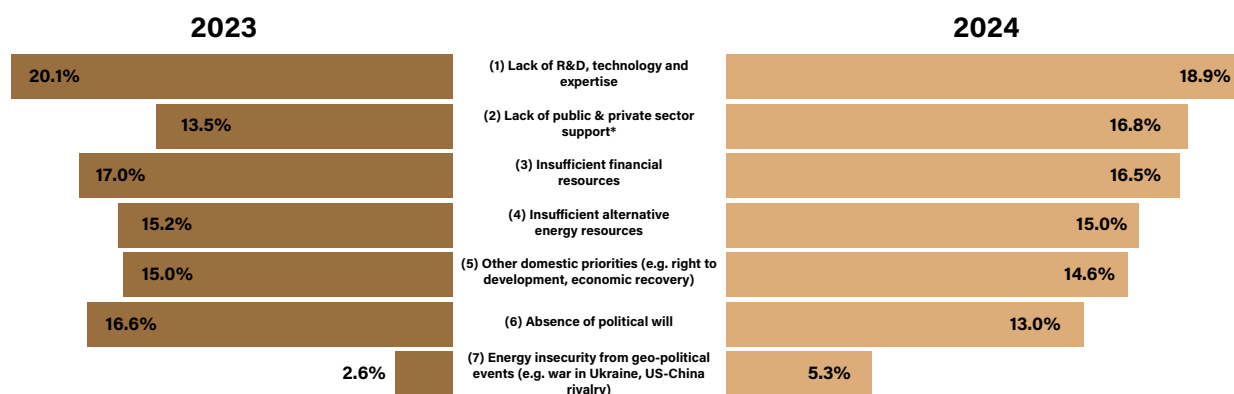 2023
2024
20.1%
(1) Lack of R&D, technology and
expertise
18.9%
13.5%
(2) Lack of public & private sector
support*
16.8%
17.0%
(3) Insufficient financial
resources
16.5%
15.2%
(4) Insufficient alternative
energy resources
15.0%
15.0%
(5) Other domestic priorities (e.g. right to
development, economic recovery)
14.6%
16.6%
(6) Absence of political will
13.0%
2.6%
(7) Energy insecurity from geo-political
events (e.g. war in Ukraine, US-China
rivalry)
5.3%